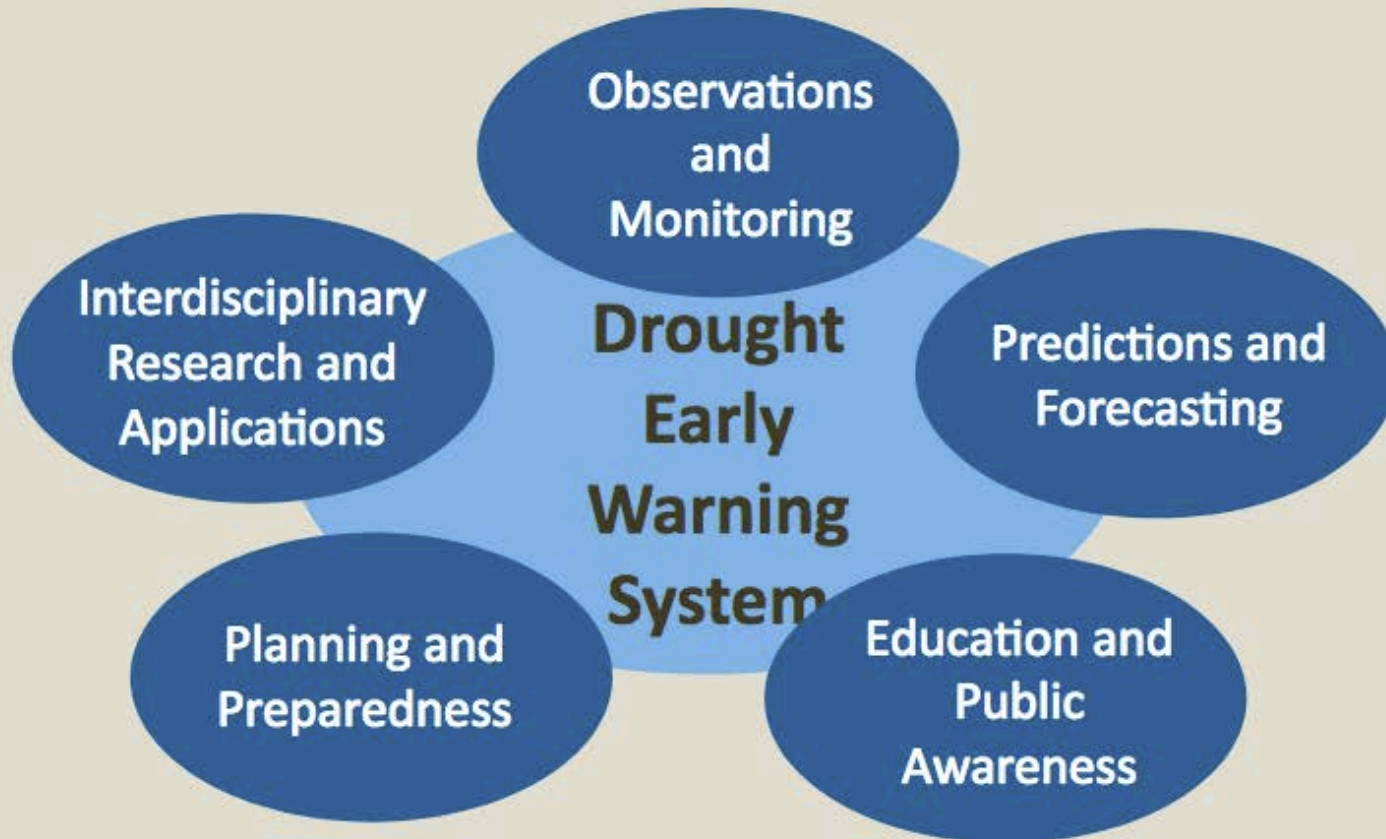 Observations
and
Monitoring
Interdisciplinary
Research and
Applications
Drought
Early
Warning
System
Predictions and
Forecasting
Planning and
Preparedness
Education and
Public
Awareness